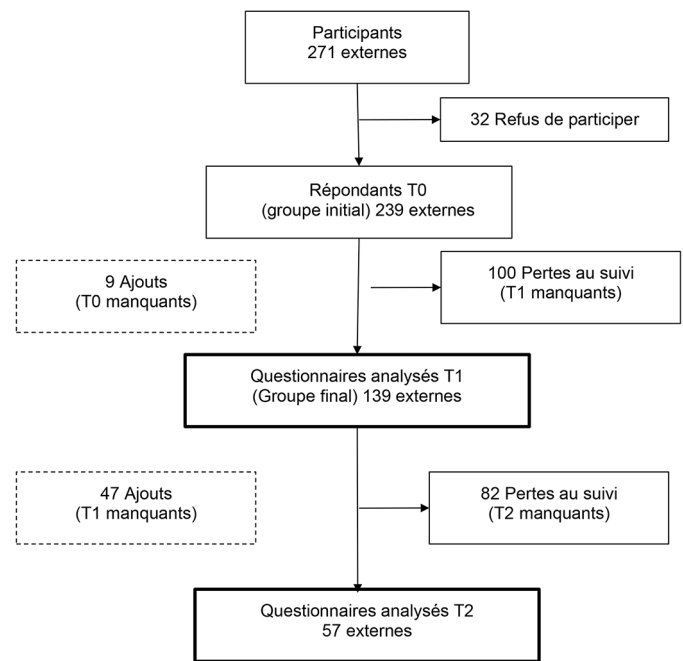 Participants
271 externes
32 Refus de participer
Répondants T0
(groupe initial) 239 externes
9 Ajouts
(T0 manquants)
100 Pertes au suivi
(T1 manquants)
Questionnaires analysés T1
(Groupe final) 139 externes
47 Ajouts
(T1 manquants)
82 Pertes au suivi
(T2 manquants)
Questionnaires analysés T2
57 externes